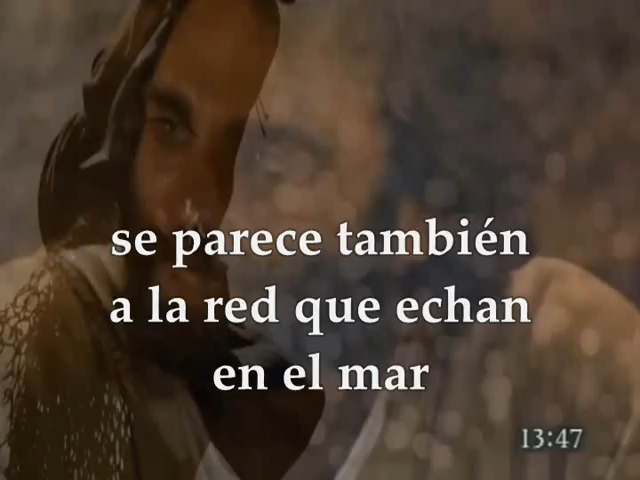 se parece también
a la red que echan
en el mar
13:47